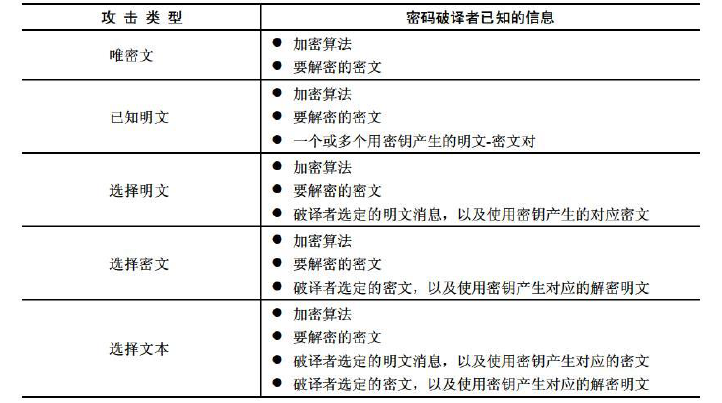 攻击类型 密码破译者已知的信息
唯密文
● 加密算法
● 要解密的密文
已知明文
● 加密算法
● 要解密的密文
● 一个或多个用密钥产生的明文-密文对
选择明文
● 加密算法
● 要解密的密文
● 破译者选定的明文消息，以及使用密钥产生的对应密文
选择密文
● 加密算法
● 要解密的密文
● 破译者选定的密文，以及使用密钥产生对应的解密明文
选择文本
● 加密算法
● 要解密的密文
● 破译者选定的明文消息，以及使用密钥产生对应的密文
● 破译者选定的密文，以及使用密钥产生对应的解密明文